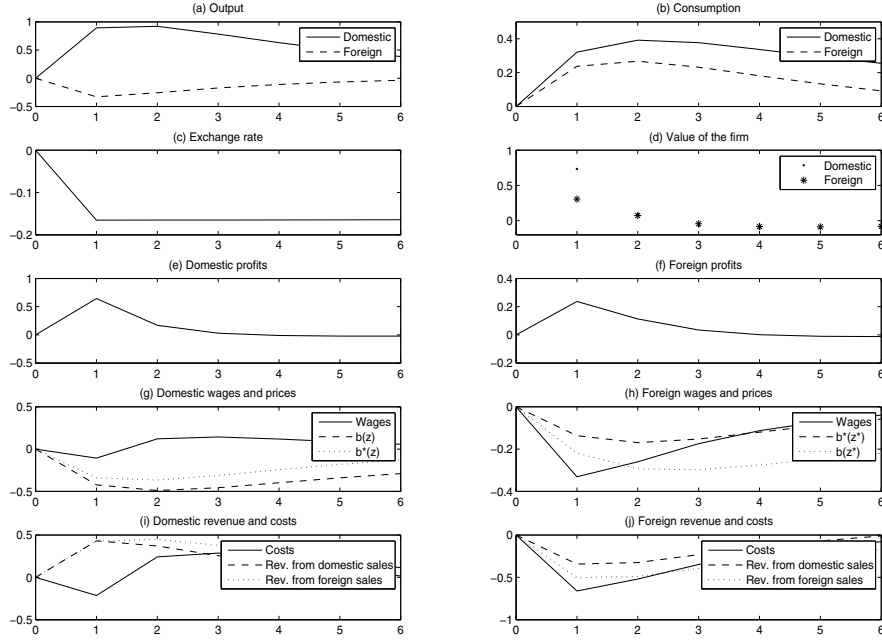 (a) Output
1
0.5
0
−0.5
0 1 2 3 4 5 6
Domestic
Foreign
(b) Consumption
0.4
0.2
0
0 1 2 3 4 5 6
Domestic
Foreign
(c) Exchange rate
0
−0.1
−0.2
0 1 2 3 4 5 6
(d) Value of the firm
1
0.5
0
0 1 2 3 4 5 6
Domestic
Foreign
(e) Domestic profits
1
0.5
0
−0.5
0 1 2 3 4 5 6
(f) Foreign profits
0.4
0.2
0
−0.2
0 1 2 3 4 5 6
(g) Domestic wages and prices
0.5
0
−0.5
0 1 2 3 4 5 6
Wages
b(z)
b*(z)
(h) Foreign wages and prices
0
−0.2
−0.4
0 1 2 3 4 5 6
Wages
b*(z*)
b(z*)
(i) Domestic revenue and costs
0.5
0
−0.5
0 1 2 3 4 5 6
Costs
Rev. from domestic sales
Rev. from foreign sales
(j) Foreign revenue and costs
0
−0.5
−1
0 1 2 3 4 5 6
Costs
Rev. from domestic sales
Rev. from foreign sales